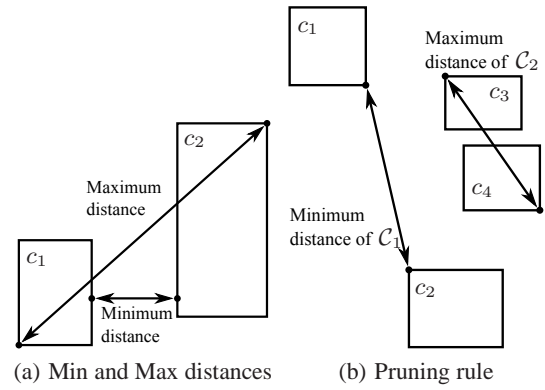 c₂
Maximum
distance
c₁
Minimum
distance
(a) Min and Max distances
c₁
Maximum
distance of 𝒞₂
c₃
c₄
Minimum
distance of 𝒞₁
c₂
(b) Pruning rule